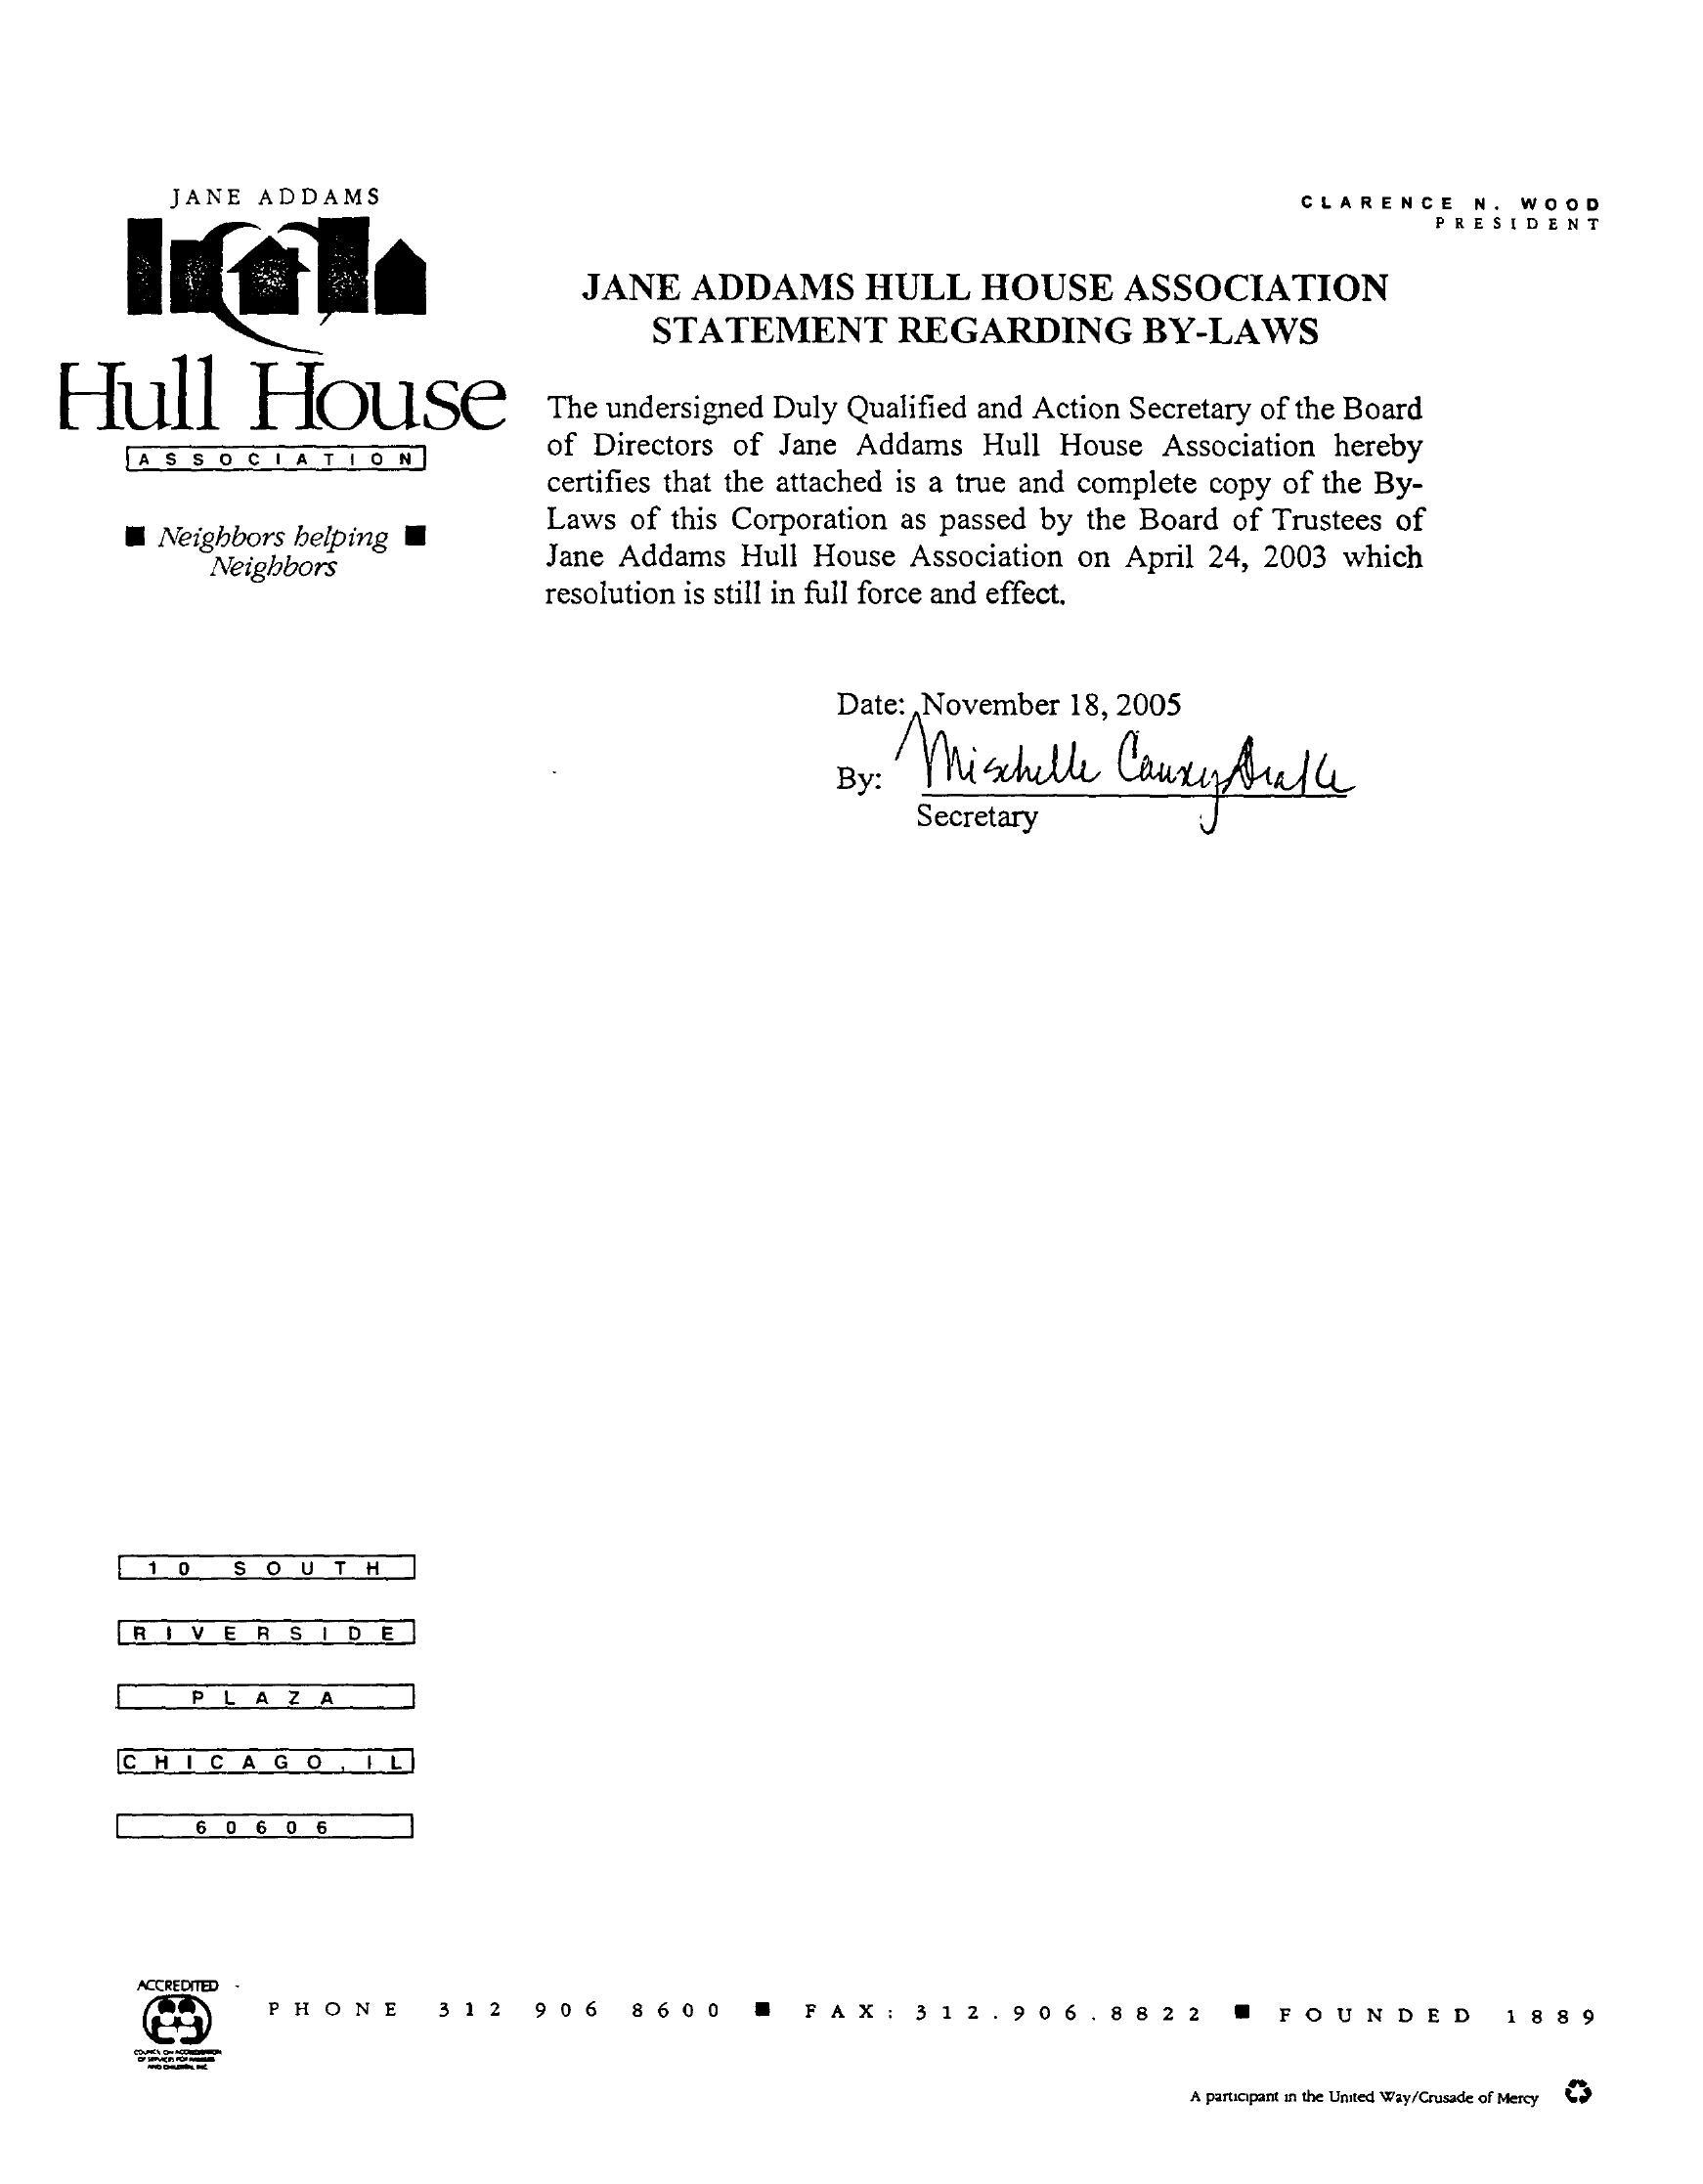 JANE ADDAMS
Hull House
ASSOCIATION
■ Neighbors helping ■
Neighbors
CLARENCE N. WOOD
PRESIDENT
JANE ADDAMS HULL HOUSE ASSOCIATION
STATEMENT REGARDING BY-LAWS
The undersigned Duly Qualified and Action Secretary of the Board
of Directors of Jane Addams Hull House Association hereby
certifies that the attached is a true and complete copy of the By-
Laws of this Corporation as passed by the Board of Trustees of
Jane Addams Hull House Association on April 24, 2003 which
resolution is still in full force and effect.
Date: November 18, 2005
By: Mischelle Causey Drake
Secretary
10 SOUTH
RIVERSIDE
PLAZA
CHICAGO, IL
60606
ACCREDITED
COUNCIL ON ACCREDITATION
OF SERVICES FOR FAMILIES
AND CHILDREN, INC.
PHONE 312 906 8600 ■ FAX: 312.906.8822 ■ FOUNDED 1889
A participant in the United Way/Crusade of Mercy